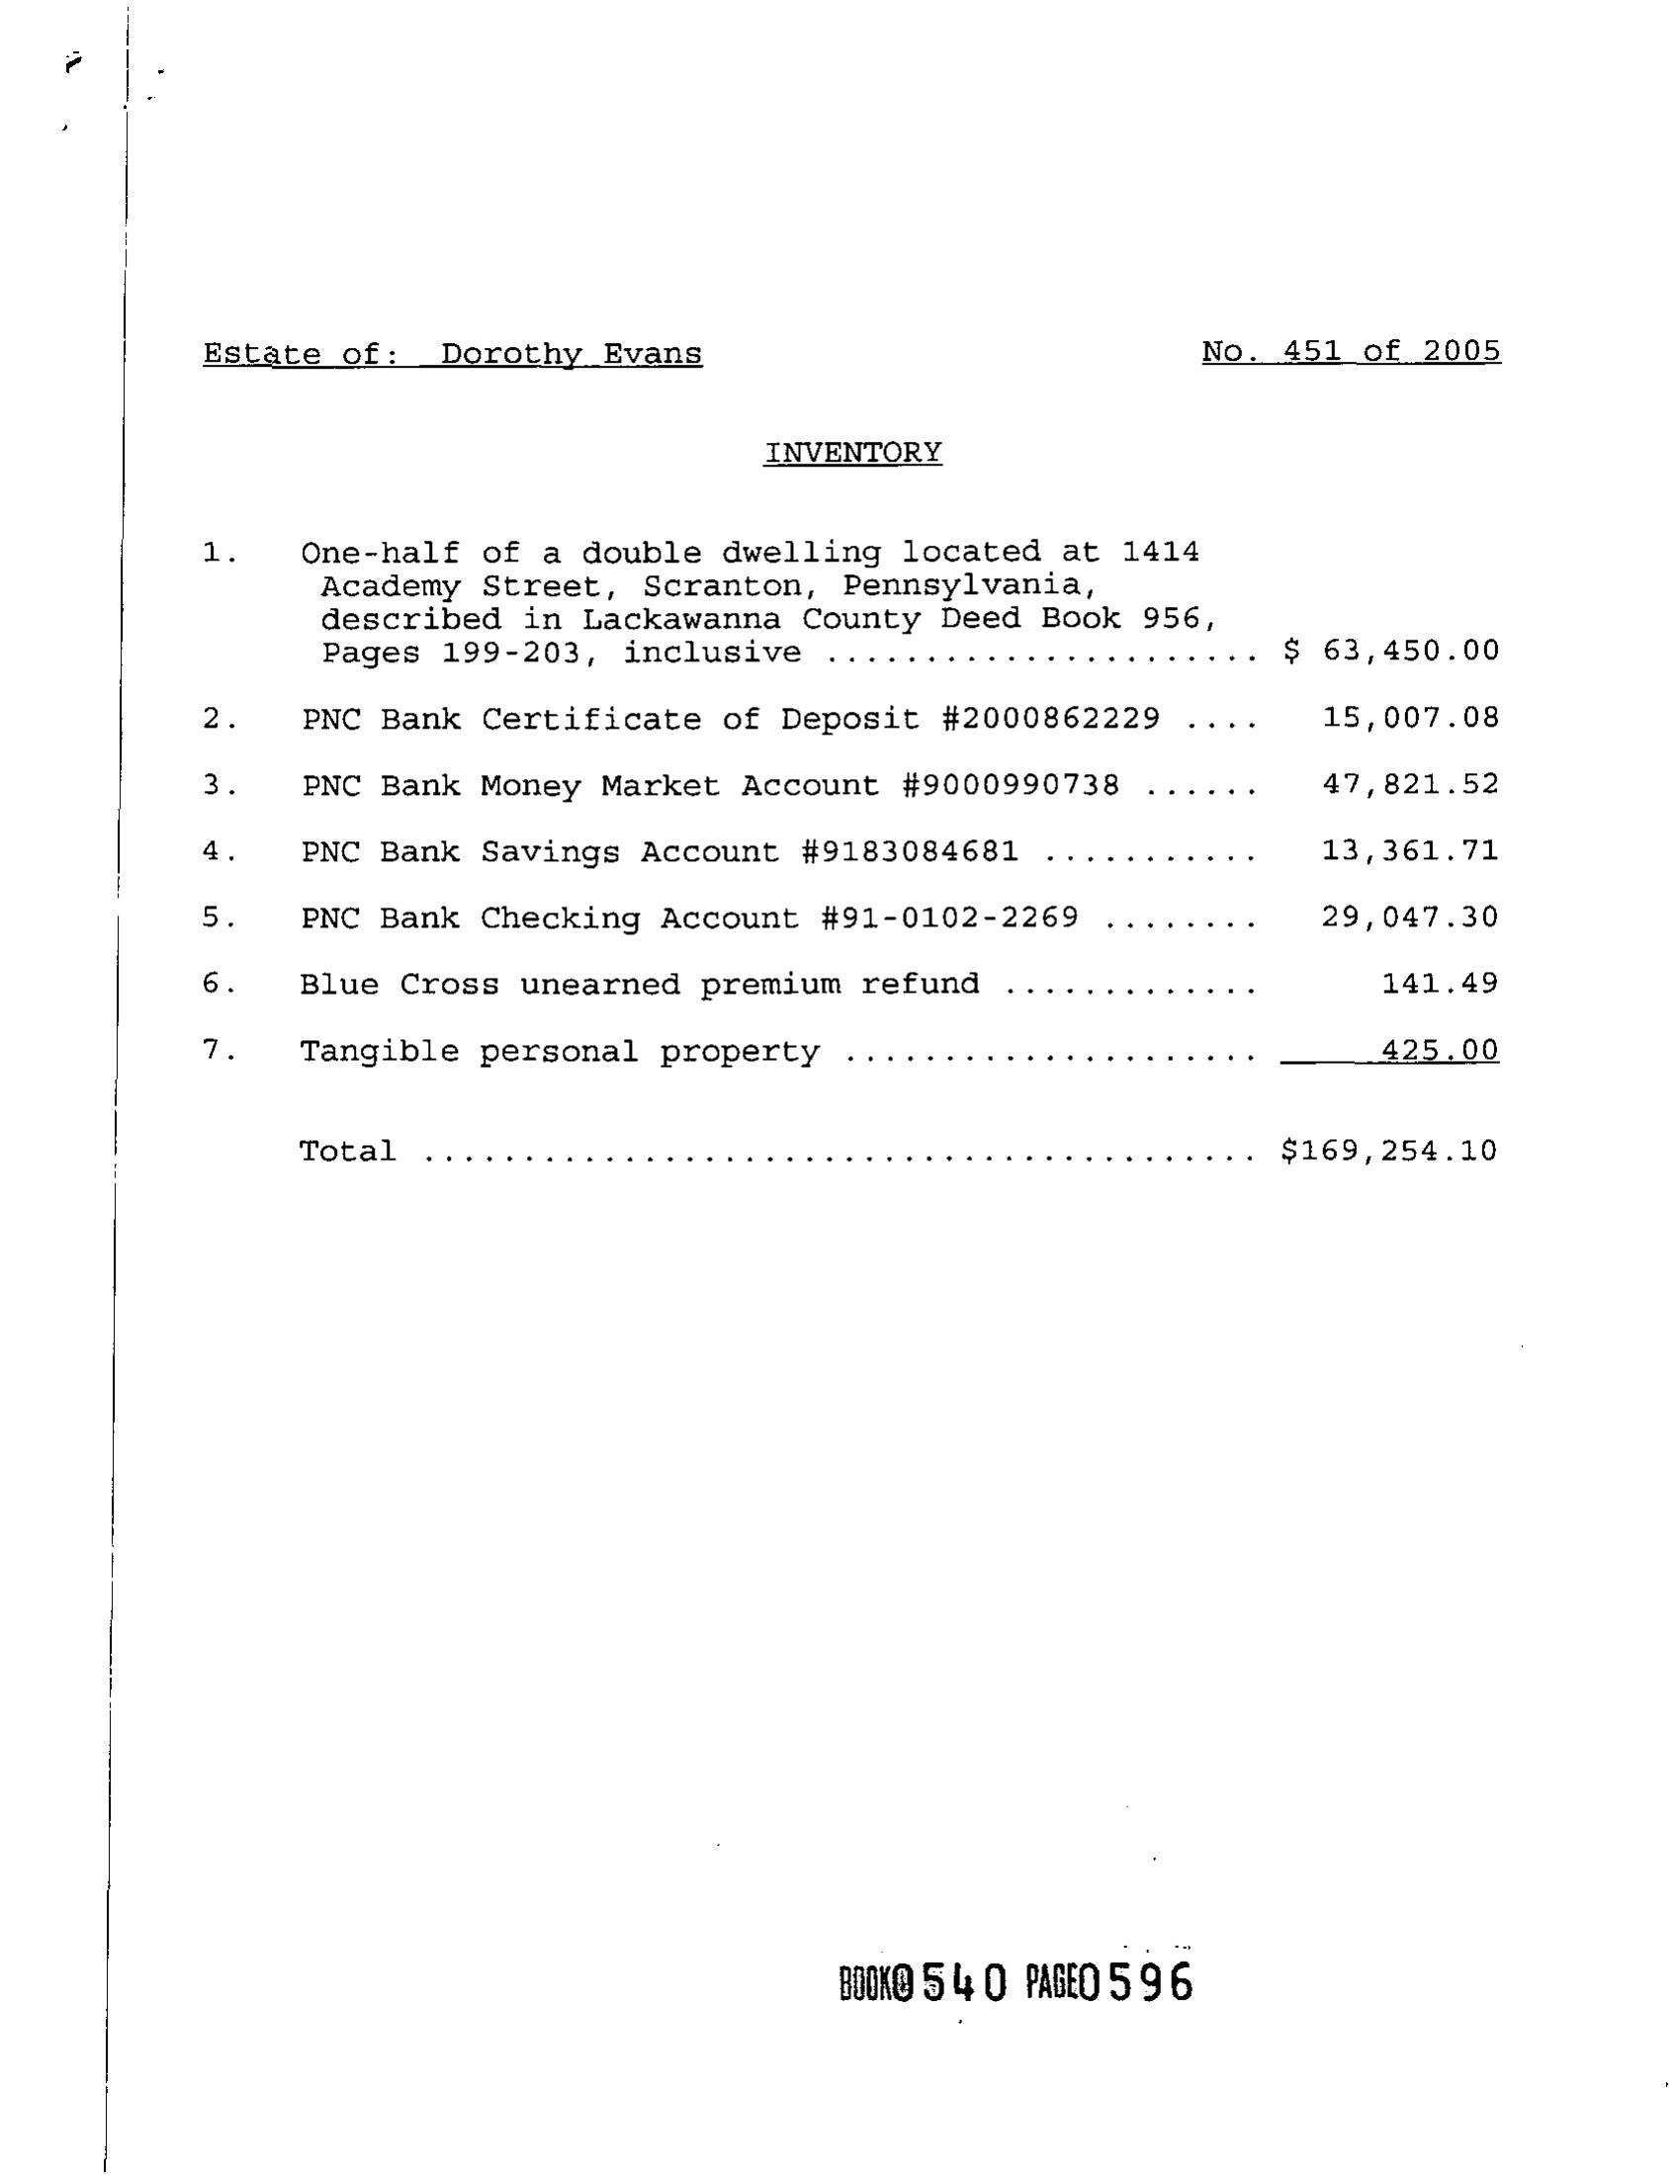 Estate of: Dorothy Evans No. 451 of 2005
INVENTORY
1. One-half of a double dwelling located at 1414
Academy Street, Scranton, Pennsylvania,
described in Lackawanna County Deed Book 956,
Pages 199-203, inclusive ...................... $ 63,450.00
2. PNC Bank Certificate of Deposit #2000862229 .... 15,007.08
3. PNC Bank Money Market Account #9000990738 ...... 47,821.52
4. PNC Bank Savings Account #9183084681 ........... 13,361.71
5. PNC Bank Checking Account #91-0102-2269 ........ 29,047.30
6. Blue Cross unearned premium refund ............. 141.49
7. Tangible personal property ..................... 425.00
Total .......................................... $169,254.10
BOOK0540 PAGE0596